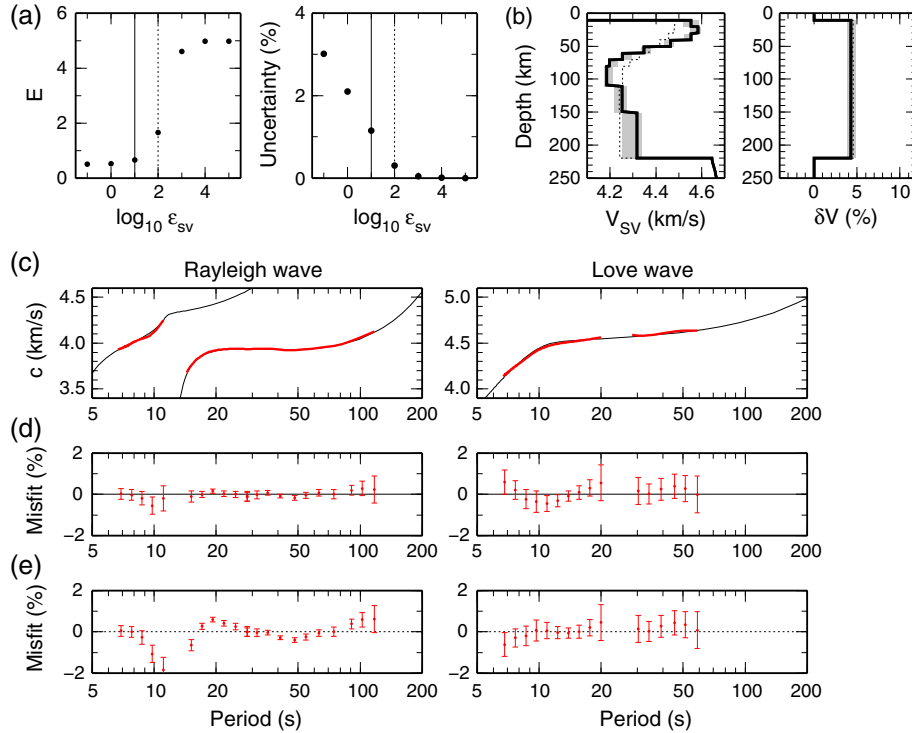 (a)
6
4
2
0
E
0 2 4
log10 εsv
4
2
0
Uncertainty (%)
0 2 4
log10 εsv
(b)
0
50
100
150
200
250
Depth (km)
4.2 4.4 4.6
VSV (km/s)
0
50
100
150
200
250
0 5 10
δV (%)
(c)
Rayleigh wave
Love wave
4.5
4.0
3.5
c (km/s)
5 10 20 50 100 200
5.0
4.5
4.0
5 10 20 50 100 200
(d)
2
0
−2
Misfit (%)
5 10 20 50 100 200
2
0
−2
5 10 20 50 100 200
(e)
2
0
−2
Misfit (%)
5 10 20 50 100 200
Period (s)
2
0
−2
5 10 20 50 100 200
Period (s)